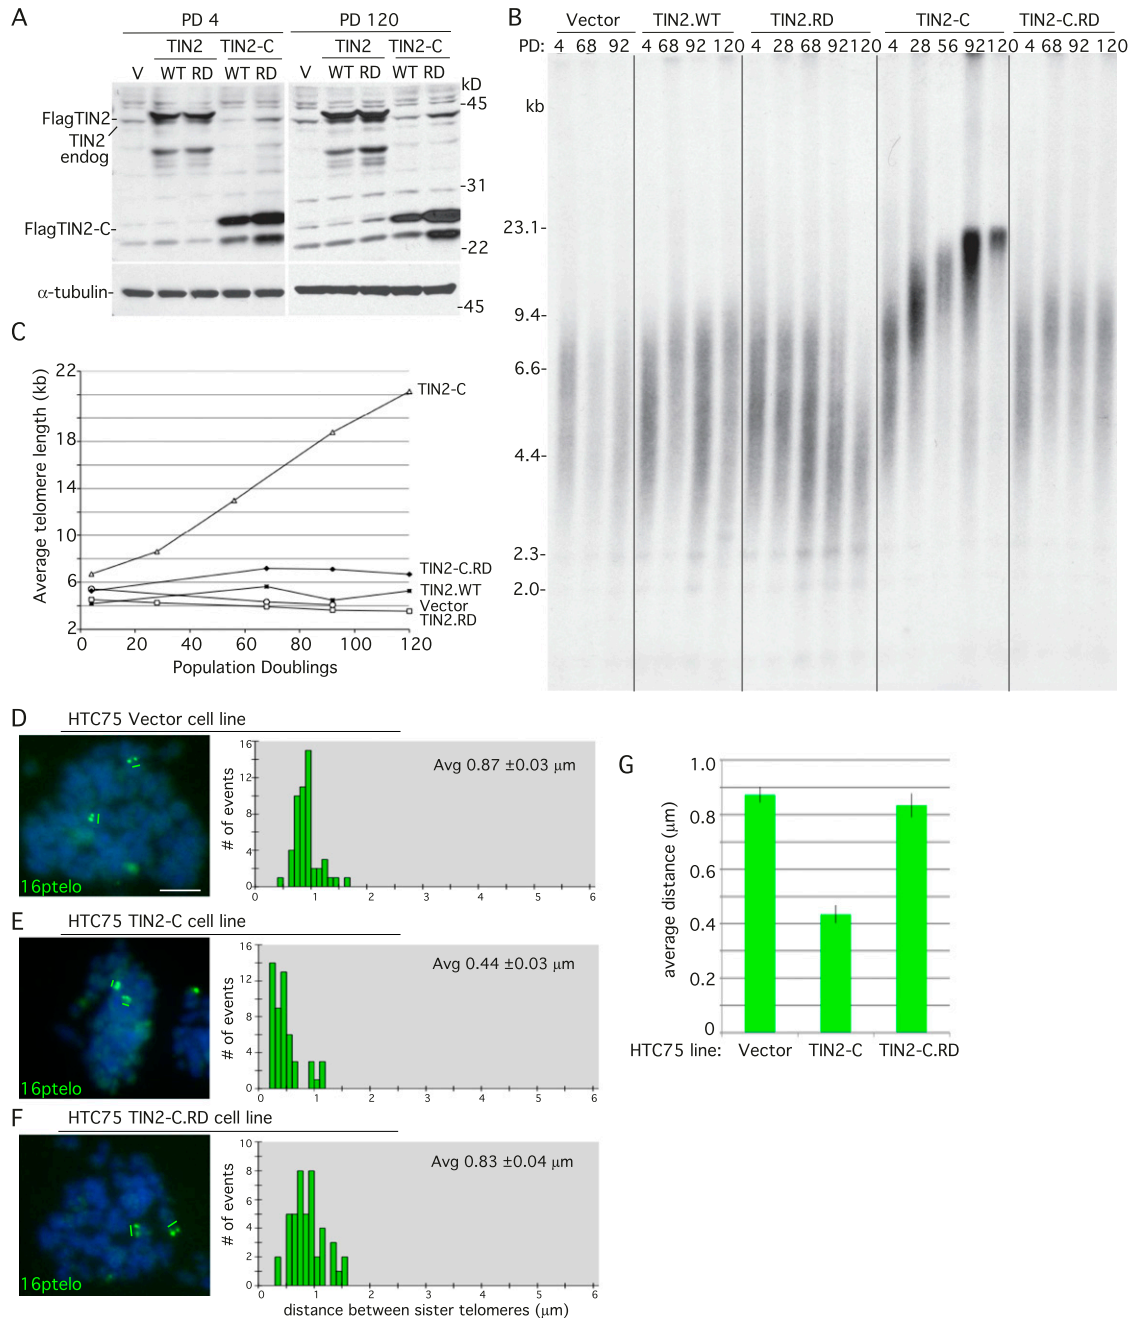 A
PD 4
PD 120
TIN2 TIN2-C
TIN2 TIN2-C
V WT RD WT RD
V WT RD WT RD
kD
FlagTIN2-
TIN2
endog
FlagTIN2-C-
α-tubulin-
-45
-31
-22
-45
B
Vector TIN2.WT TIN2.RD TIN2-C TIN2-C.RD
PD: 4 68 92 4 68 92 120 4 28 68 92 120 4 28 56 92 120 4 68 92 120
kb
23.1-
9.4-
6.6-
4.4-
2.3-
2.0-
C
Average telomere length (kb)
22
18
14
10
6
2
0 20 40 60 80 100 120
Population Doublings
TIN2-C
TIN2-C.RD
TIN2.WT
Vector
TIN2.RD
D
HTC75 Vector cell line
16ptelo
# of events
16
12
8
4
0
0 1 2 3 4 5 6
Avg 0.87 ±0.03 µm
E
HTC75 TIN2-C cell line
16ptelo
# of events
16
12
8
4
0
0 1 2 3 4 5 6
Avg 0.44 ±0.03 µm
F
HTC75 TIN2-C.RD cell line
16ptelo
# of events
10
8
6
4
2
0
0 1 2 3 4 5 6
Avg 0.83 ±0.04 µm
distance between sister telomeres (µm)
G
average distance (µm)
1.0
0.8
0.6
0.4
0.2
0
HTC75 line: Vector TIN2-C TIN2-C.RD